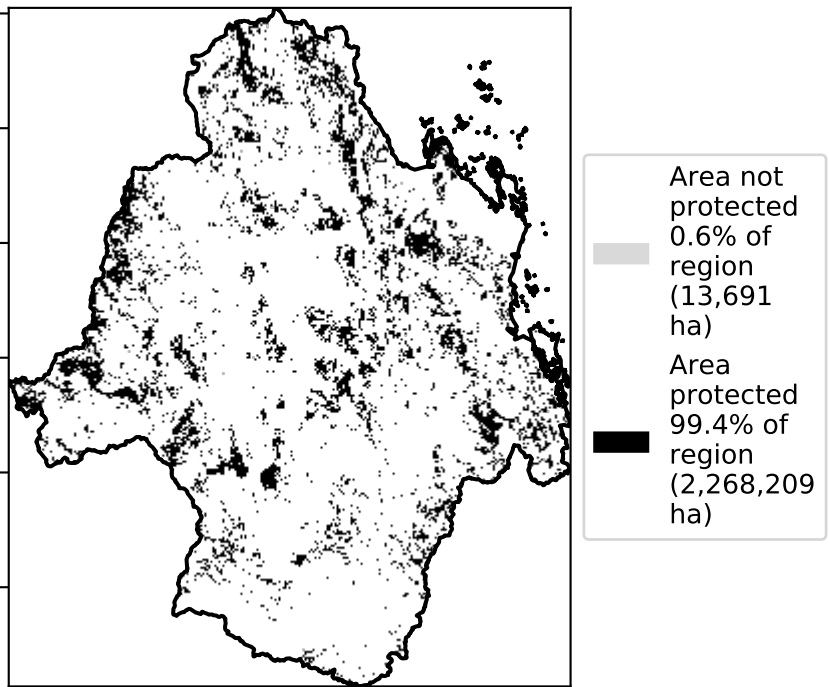 Area not
protected
0.6% of
region
(13,691
ha)
Area
protected
99.4% of
region
(2,268,209
ha)